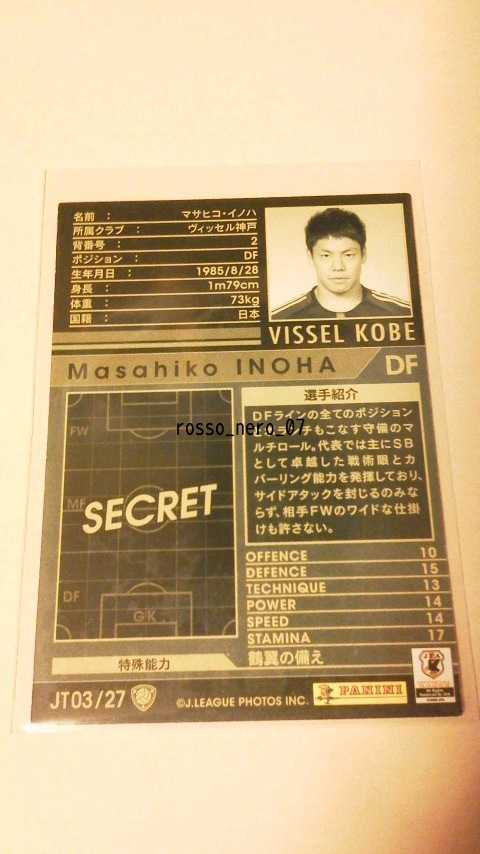 名前： マサヒコ・イノハ
所属クラブ： ヴィッセル神戸
背番号： 2
ポジション： DF
生年月日： 1985/8/28
身長： 1m79cm
体重： 73kg
国籍： 日本
VISSEL KOBE
Masahiko INOHA DF
選手紹介
DFラインの全てのポジション
守備の
マルチロール。代表では主にSB
として卓越した戦術眼とカ
バーリング能力を発揮しており、
サイドアタックを封じるのみな
らず、相手FWのワイドな仕掛
けも許さない。
rosso_nero_07
FW
MF
SECRET
DF
GK
OFFENCE 10
DEFENCE 15
TECHNIQUE 13
POWER 14
SPEED 14
STAMINA 17
特殊能力 鶴翼の備え
JT03/27
©J.LEAGUE PHOTOS INC.
PANINI